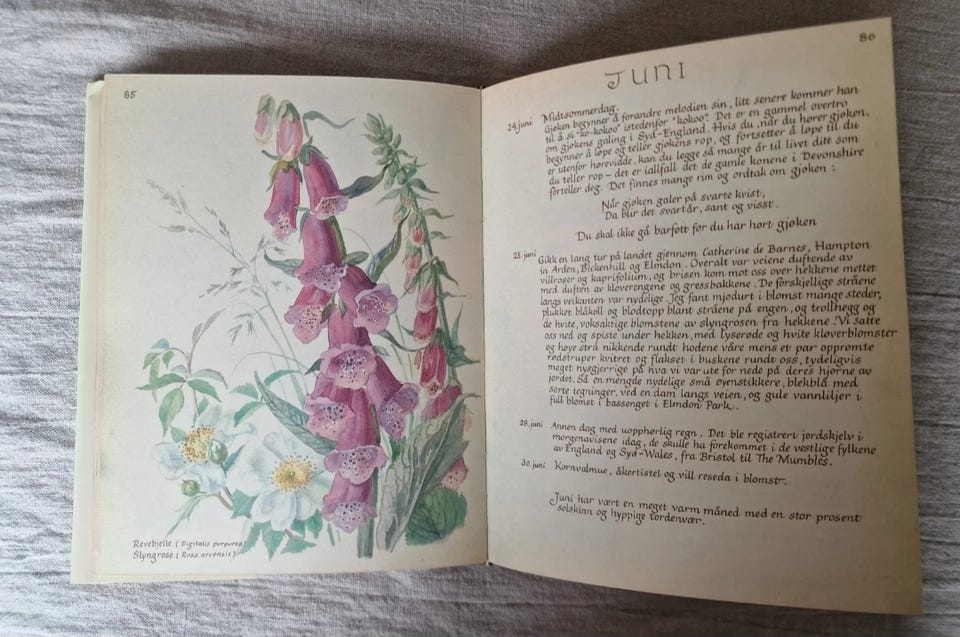 85
Revebjelle (Digitalis purpurea)
Slyngrose (Rosa arvensis)
86
JUNI
24. juni Midtsommerdag.
Gjøken begynner å forandre melodien sin, litt senere kommer han
til å si "ko-kokoo" istedenfor "kokoo". Det er en gammel overtro
om gjøkens galing i Syd-England. Hvis du, når du hører gjøken,
begynner å løpe og teller gjøkens rop, og fortsetter å løpe til du
er utenfor hørevidde, kan du legge så mange år til livet ditt som
du teller rop – det er iallfall det de gamle konene i Devonshire
forteller deg. Det finnes mange rim og ordtak om gjøken :
Når gjøken galer på svarte kvist,
Da blir det svartår, sant og visst.
Du skal ikke gå barfott før du har hørt gjøken
25. juni Gikk en lang tur på landet gjennom Catherine de Barnes, Hampton
in Arden, Bickenhill og Elmdon. Overalt var veiene duftende av
villroser og kaprifolium, og brisen kom mot oss over hekkene mettet
med duften av kløverengene og gressbakkene. De forskjellige stråene
langs veikanten var nydelige. Jeg fant mjødurt i blomst mange steder,
plukket blåkoll og blodtopp blant stråene på engen, og trollhegg og
de hvite, voksaktige blomstene av slyngrosen fra hekkene. Vi satte
oss ned og spiste under hekken, med lyserøde og hvite kløverblomster
og høye strå nikkende rundt hodene våre mens et par opprømte
rødstruper kvitret og flakset i buskene rundt oss, tydeligvis
meget nysgjerrige på hva vi var ute for nede på deres hjørne av
jordet. Så en mengde nydelige små øyenstikkere, blekblå med
sorte tegninger, ved en dam langs veien, og gule vannliljer i
full blomst i bassenget i Elmdon Park.
28. juni Annen dag med uopphørlig regn. Det ble registrert jordskjelv i
morgenavisene idag, de skulle ha forekommet i de vestlige fylkene
av England og Syd-Wales, fra Bristol til The Mumbles.
30. juni Kornvalmue, åkertistel og vill reseda i blomst.
Juni har vært en meget varm måned med en stor prosent
solskinn og hyppige tordenvær.